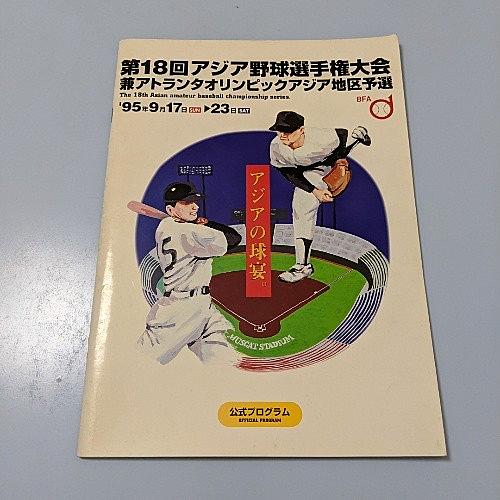 第18回アジア野球選手権大会
兼アトランタオリンピックアジア地区予選
The 18th Asian amateur baseball championship series.
'95年9月17日SUN▶23日SAT
BFA
アジアの球宴。
5
MUSCAT STADIUM
公式プログラム
OFFICIAL PROGRAM